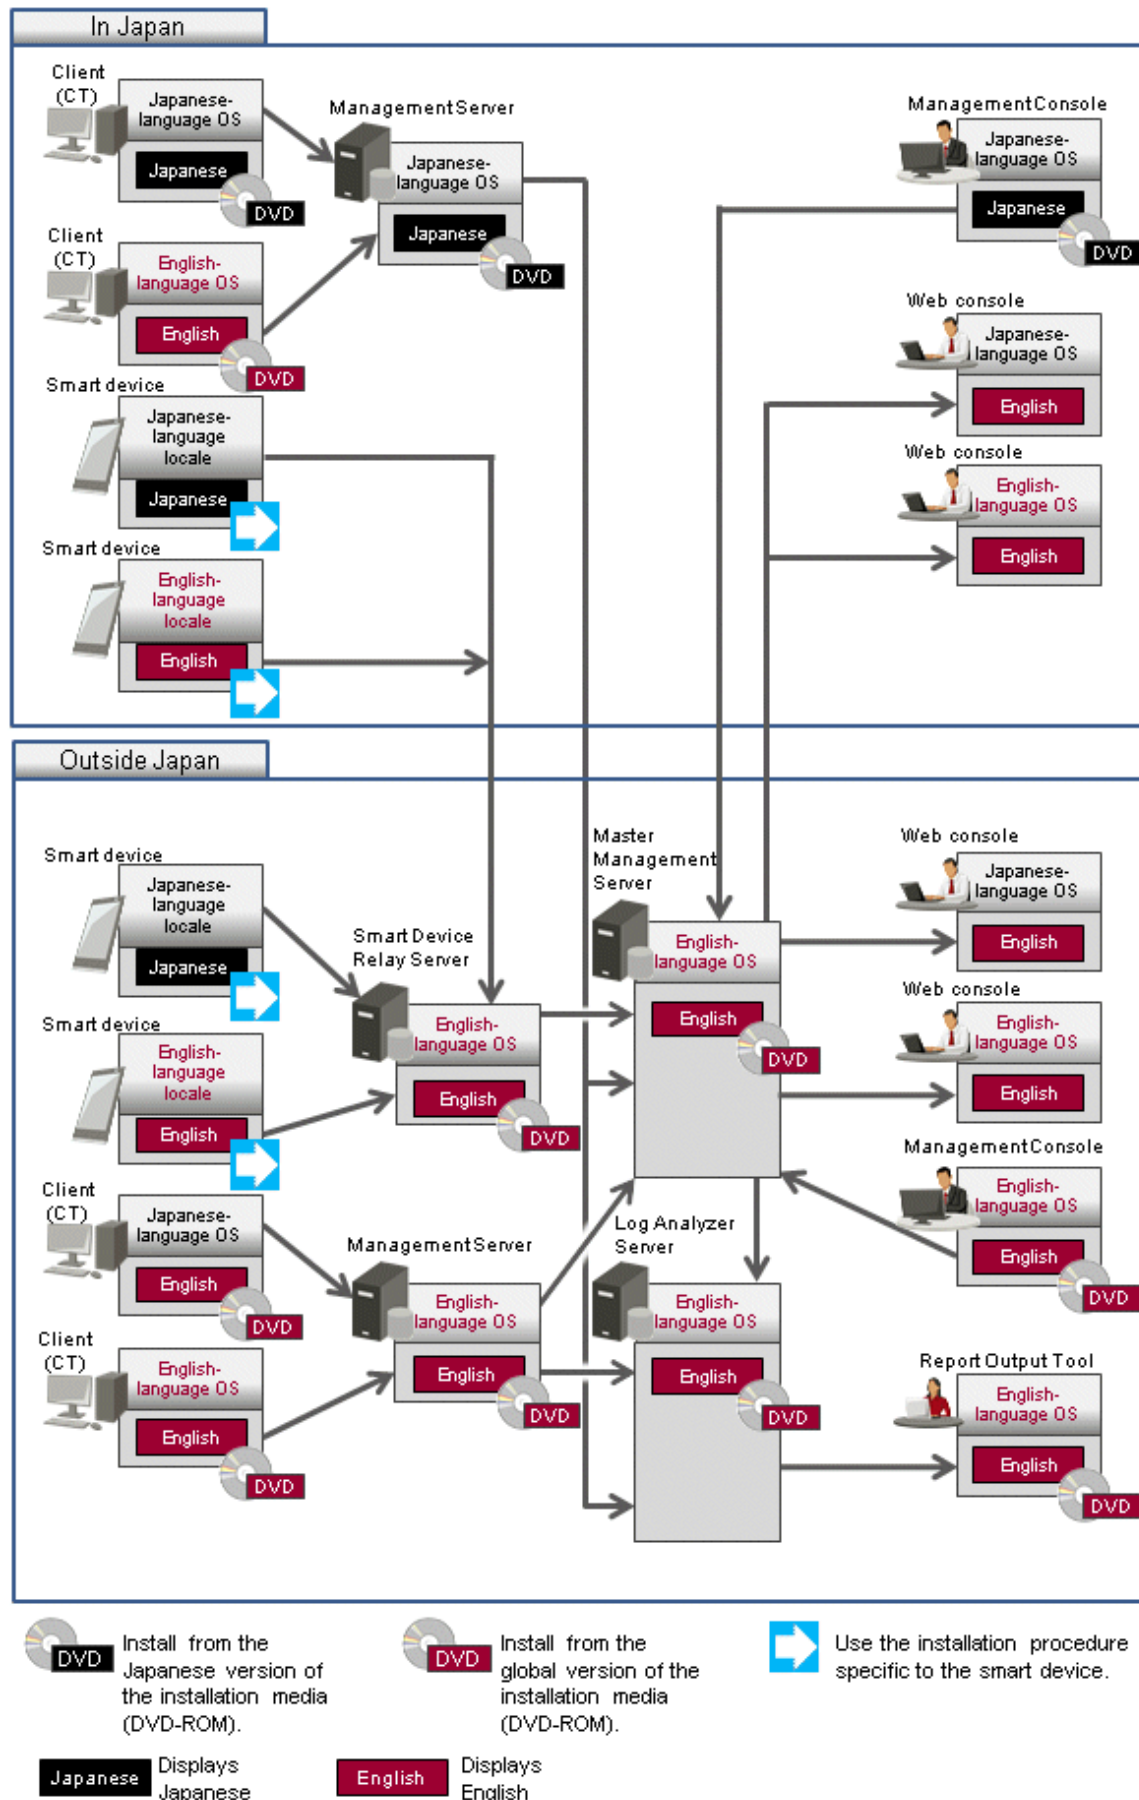 In Japan
Client
(CT)
Japanese-
language OS
Japanese
DVD
Management Server
Japanese-
language OS
Japanese
DVD
Management Console
Japanese-
language OS
Japanese
DVD
Client
(CT)
English-
language OS
English
DVD
Web console
Japanese-
language OS
English
Smart device
Japanese-
language
locale
Japanese
Web console
English-
language OS
English
Smart device
English-
language
locale
English
Outside Japan
Smart device
Japanese-
language
locale
Japanese
Smart Device
Relay Server
English-
language OS
English
DVD
Master
Management
Server
English-
language OS
English
DVD
Web console
Japanese-
language OS
English
Smart device
English-
language
locale
English
Web console
English-
language OS
English
Client
(CT)
Japanese-
language OS
English
DVD
Management Server
English-
language OS
English
DVD
Log Analyzer
Server
English-
language OS
English
DVD
Management Console
English-
language OS
English
DVD
Client
(CT)
English-
language OS
English
DVD
Report Output Tool
English-
language OS
English
DVD
DVD
Install from the
Japanese version of
the installation media
(DVD-ROM).
DVD
Install from the
global version of the
installation media
(DVD-ROM).
Use the installation procedure
specific to the smart device.
Japanese
Displays
Japanese
English
Displays
English